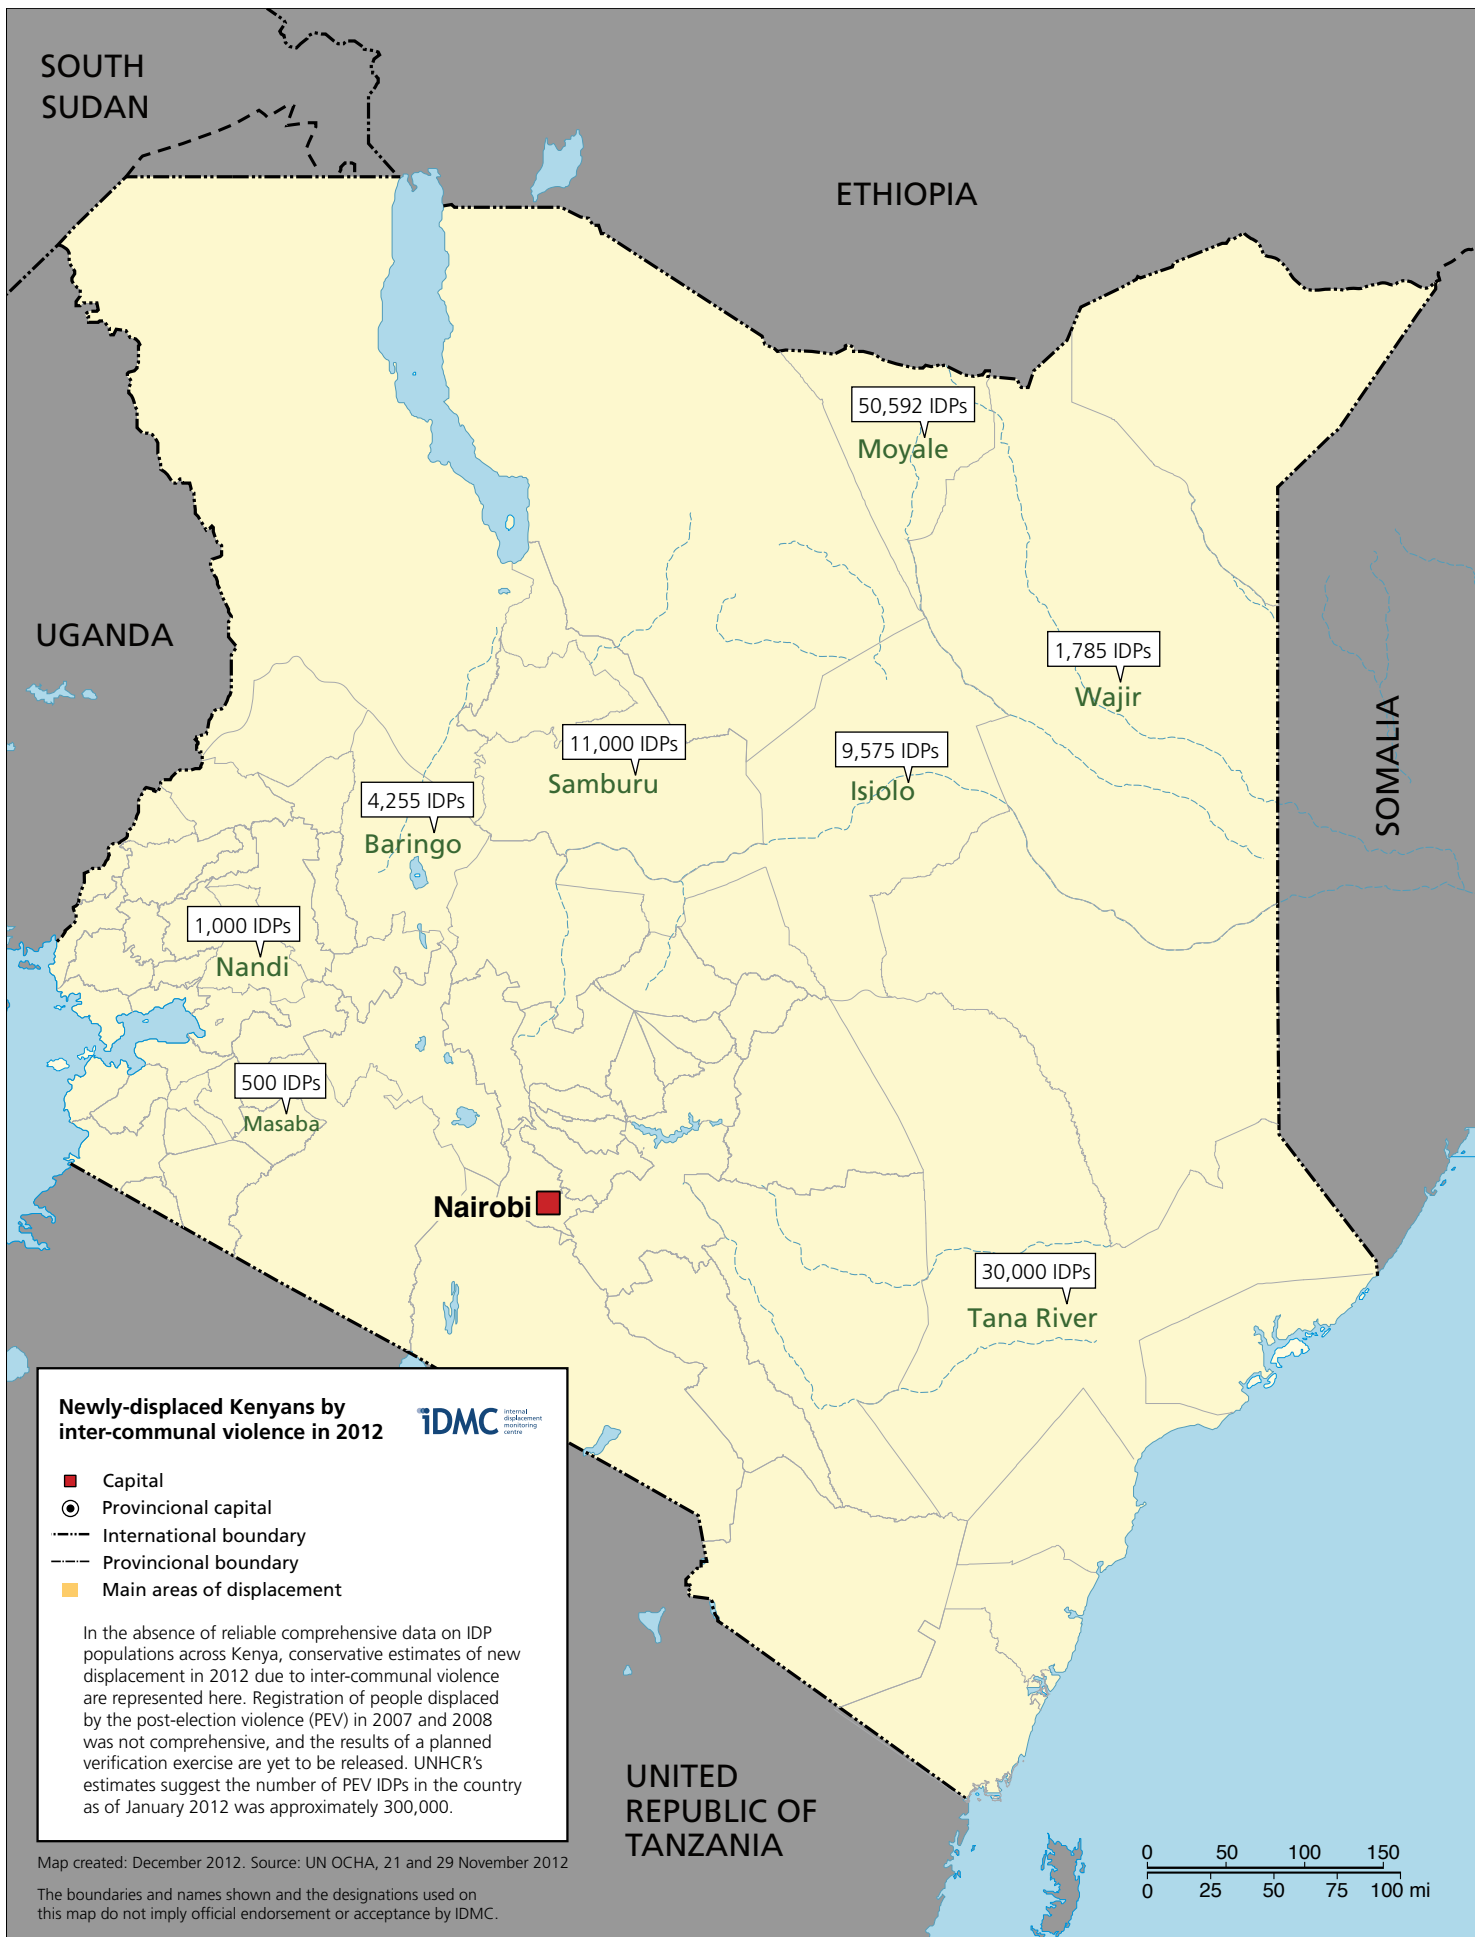 SOUTH
SUDAN
ETHIOPIA
50,592 IDPs
Moyale
UGANDA
1,785 IDPs
Wajir
SOMALIA
11,000 IDPs
Samburu
9,575 IDPs
Isiolo
4,255 IDPs
Baringo
1,000 IDPs
Nandi
500 IDPs
Masaba
Nairobi
30,000 IDPs
Tana River
Newly-displaced Kenyans by
inter-communal violence in 2012
iDMC
internal
displacement
monitoring
centre
Capital
Provincional capital
International boundary
Provincional boundary
Main areas of displacement
In the absence of reliable comprehensive data on IDP
populations across Kenya, conservative estimates of new
displacement in 2012 due to inter-communal violence
are represented here. Registration of people displaced
by the post-election violence (PEV) in 2007 and 2008
was not comprehensive, and the results of a planned
verification exercise are yet to be released. UNHCR's
estimates suggest the number of PEV IDPs in the country
as of January 2012 was approximately 300,000.
UNITED
REPUBLIC OF
TANZANIA
Map created: December 2012. Source: UN OCHA, 21 and 29 November 2012
The boundaries and names shown and the designations used on
this map do not imply official endorsement or acceptance by IDMC.
0 50 100 150
0 25 50 75 100 mi